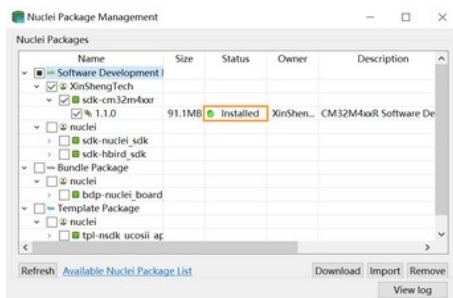 Nuclei Package Management
Nuclei Packages
Name Size Status Owner Description
Software Development
XinShengTech
sdk-cm32m4xxr
1.1.0 91.1MB Installed XinShen... CM32M4xxR Software De
nuclei
sdk-nuclei_sdk
sdk-hbird_sdk
Bundle Package
nuclei
bdp-nuclei_board
Template Package
nuclei
tpl-nsdk_ucosii_ap
Refresh Available Nuclei Package List Download Import Remove
View log